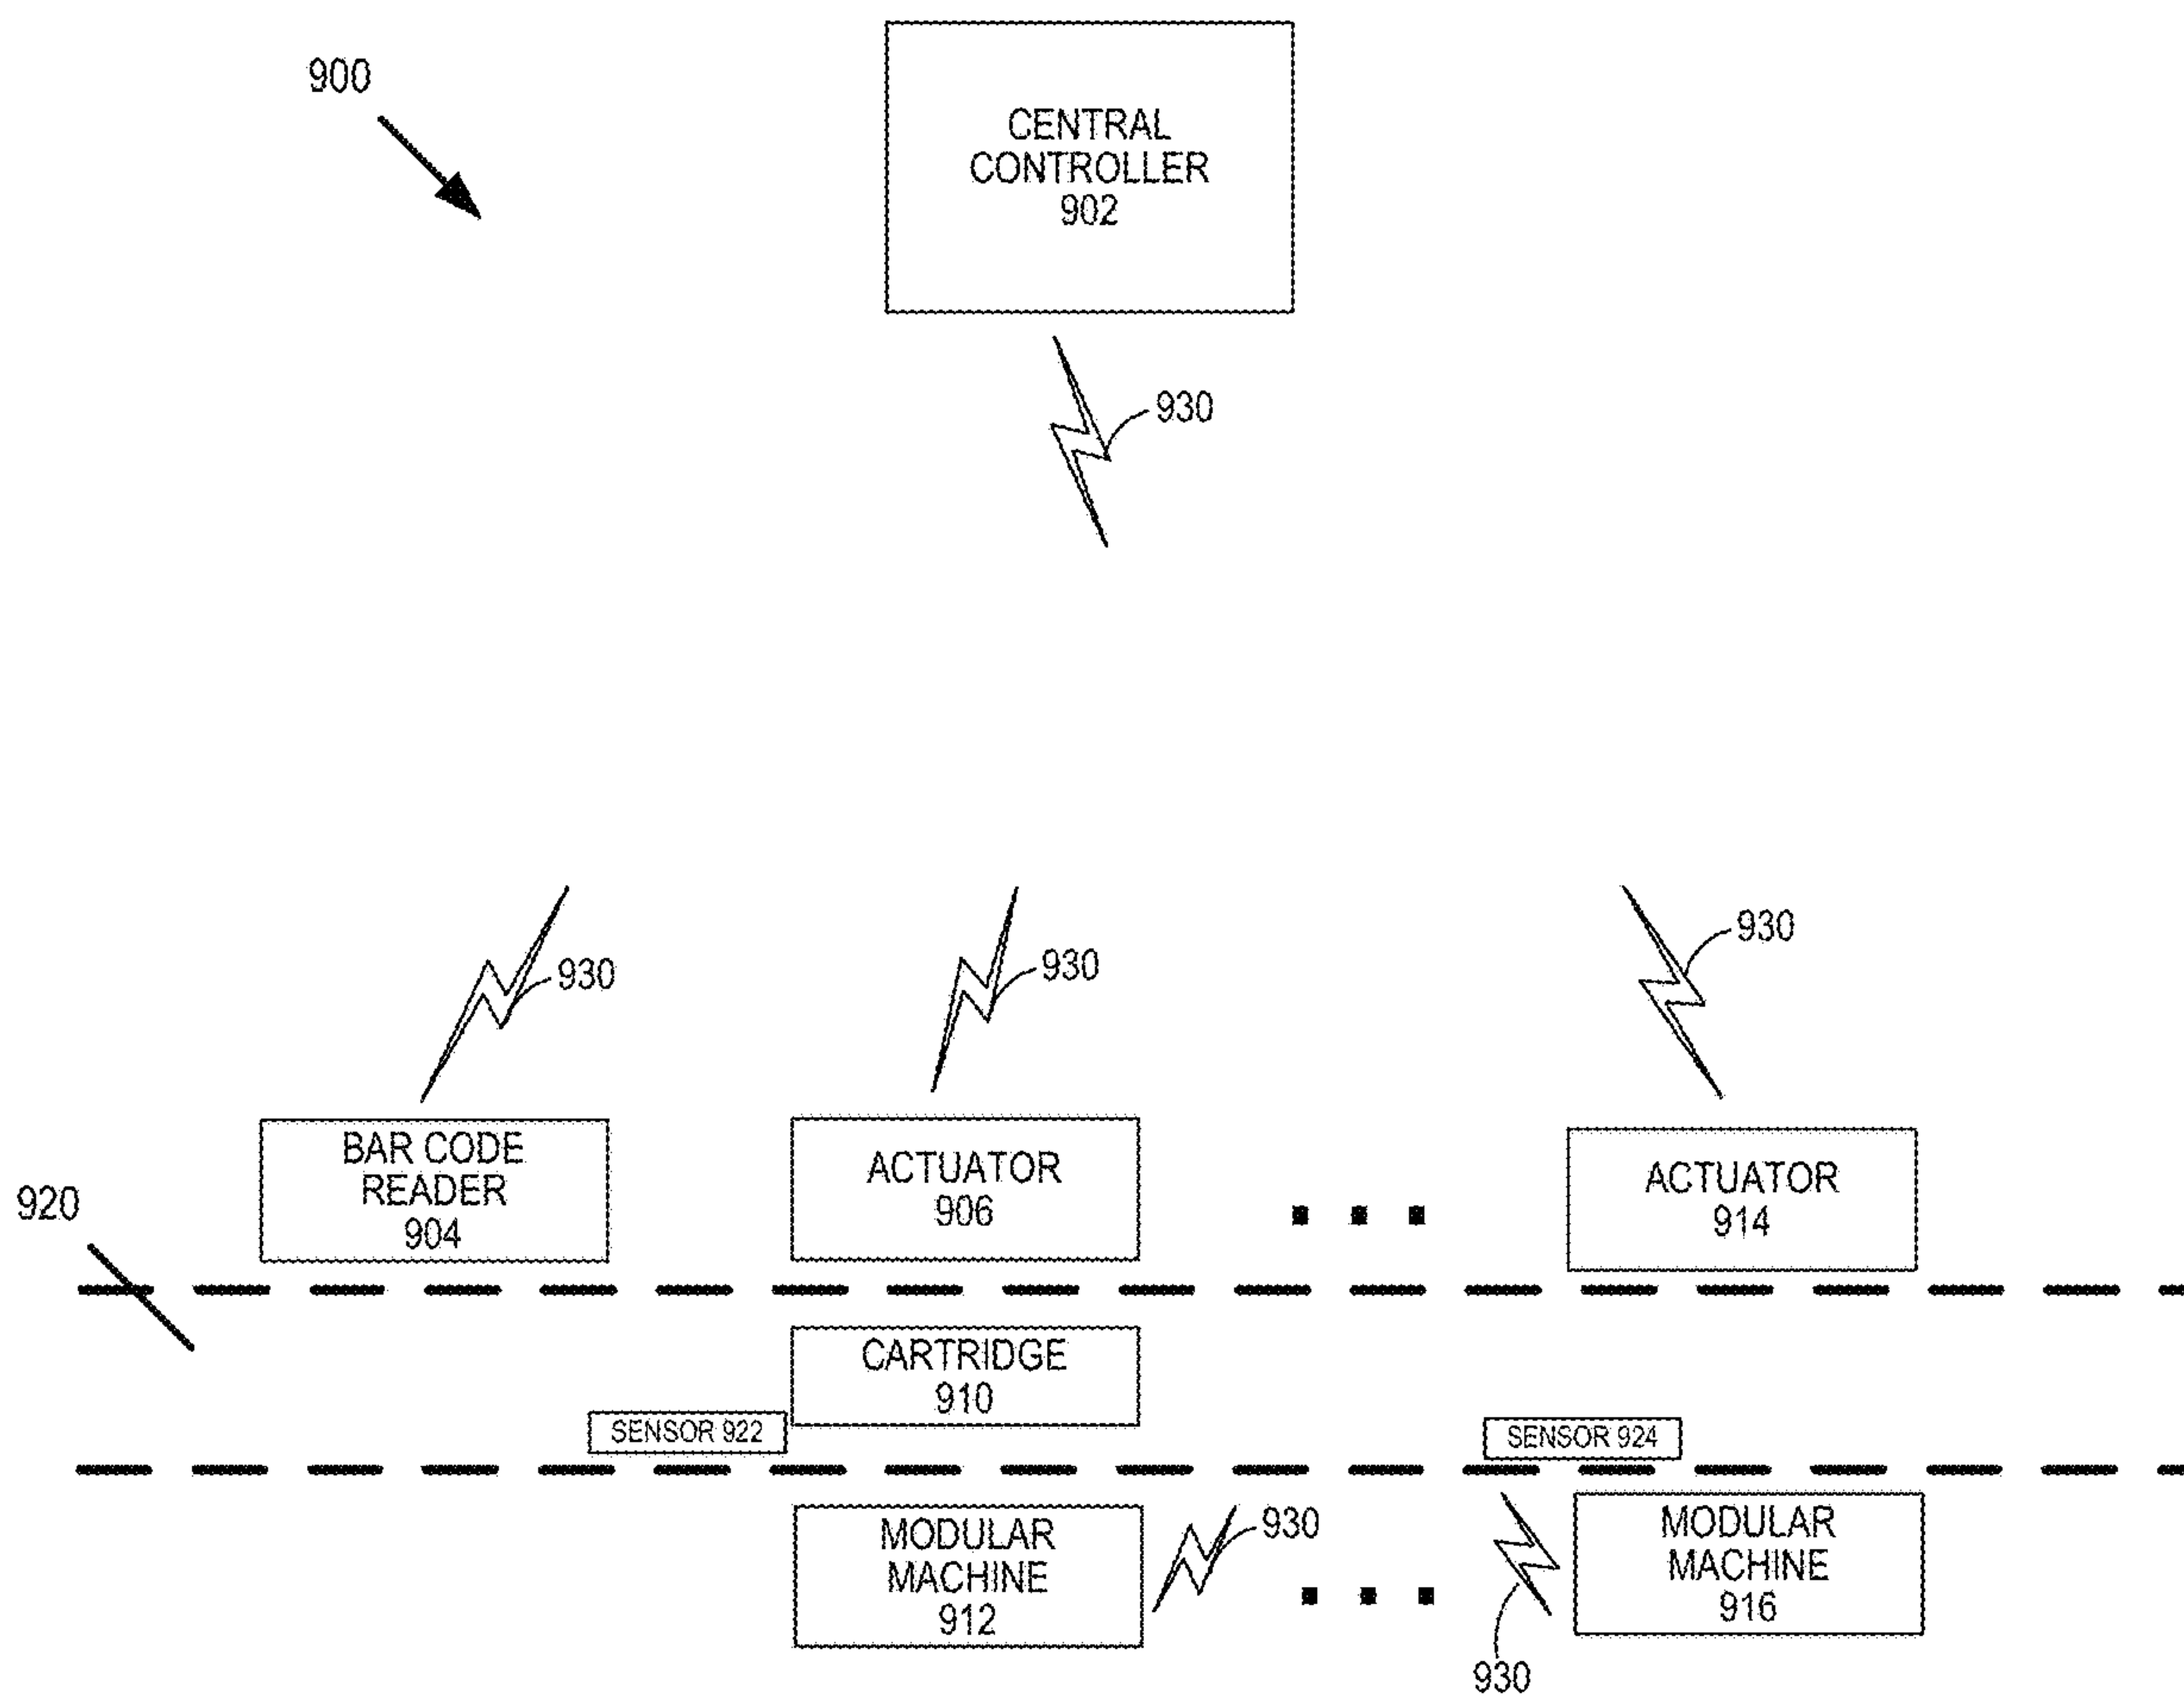 900
CENTRAL
CONTROLLER
902
930
930
930
930
BAR CODE
READER
904
ACTUATOR
906
ACTUATOR
914
920
CARTRIDGE
910
SENSOR 922
SENSOR 924
MODULAR
MACHINE
912
930
MODULAR
MACHINE
916
930